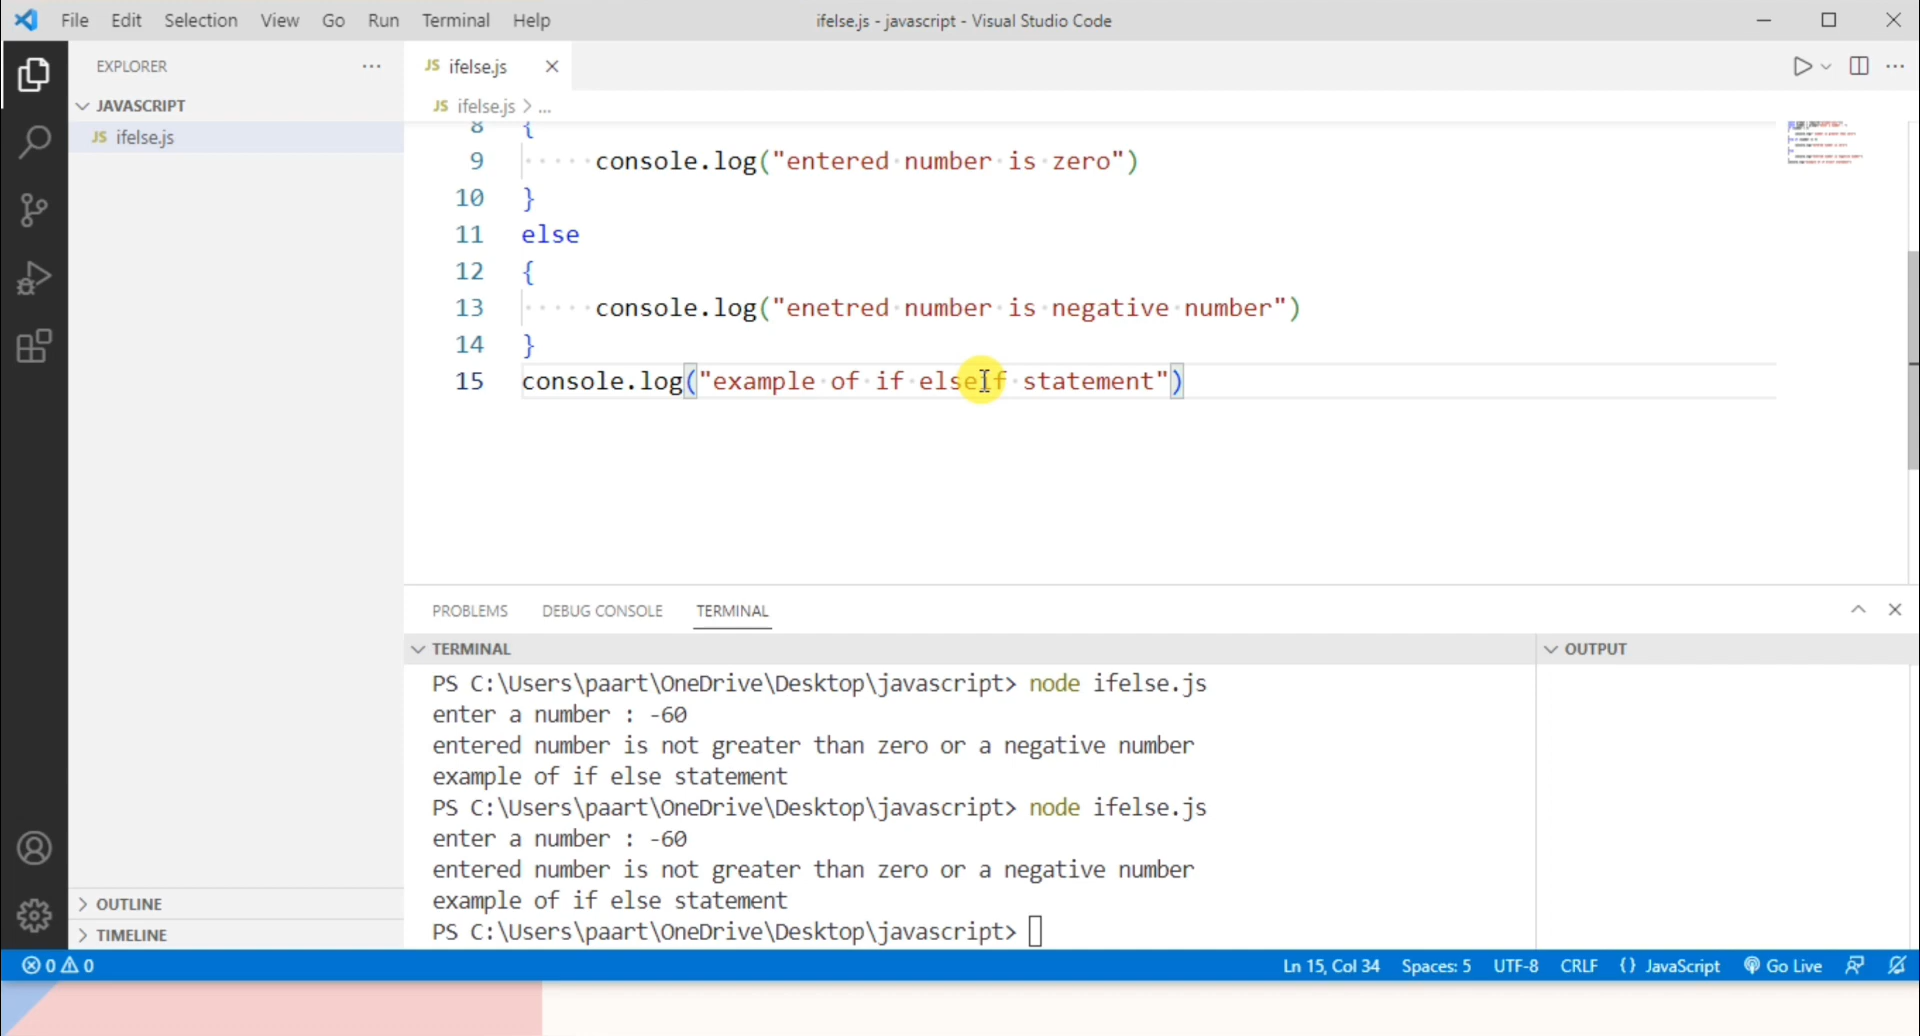 File Edit Selection View Go Run Terminal Help ifelse.js - javascript - Visual Studio Code
EXPLORER
JS ifelse.js
JAVASCRIPT
JS ifelse.js > ...
JS ifelse.js
8 {
9 console.log("entered number is zero")
10 }
11 else
12 {
13 console.log("enetred number is negative number")
14 }
15 console.log("example of if elseif statement")
PROBLEMS DEBUG CONSOLE TERMINAL
TERMINAL
OUTPUT
PS C:\Users\paart\OneDrive\Desktop\javascript> node ifelse.js
enter a number : -60
entered number is not greater than zero or a negative number
example of if else statement
PS C:\Users\paart\OneDrive\Desktop\javascript> node ifelse.js
enter a number : -60
entered number is not greater than zero or a negative number
example of if else statement
PS C:\Users\paart\OneDrive\Desktop\javascript>
OUTLINE
TIMELINE
0 0 Ln 15, Col 34 Spaces: 5 UTF-8 CRLF {} JavaScript Go Live